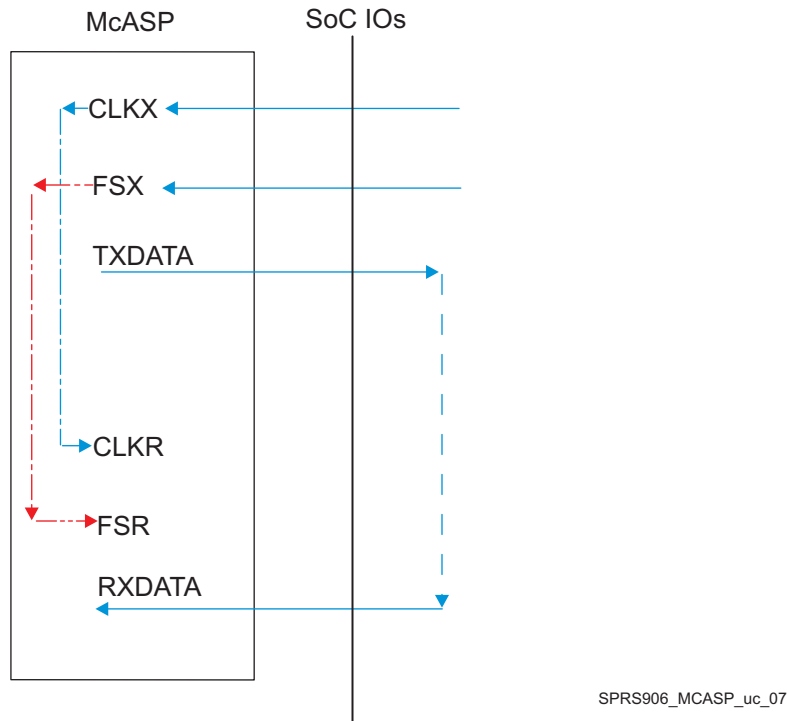 McASP
SoC IOs
CLKX
FSX
TXDATA
CLKR
FSR
RXDATA
SPRS906_MCASP_uc_07